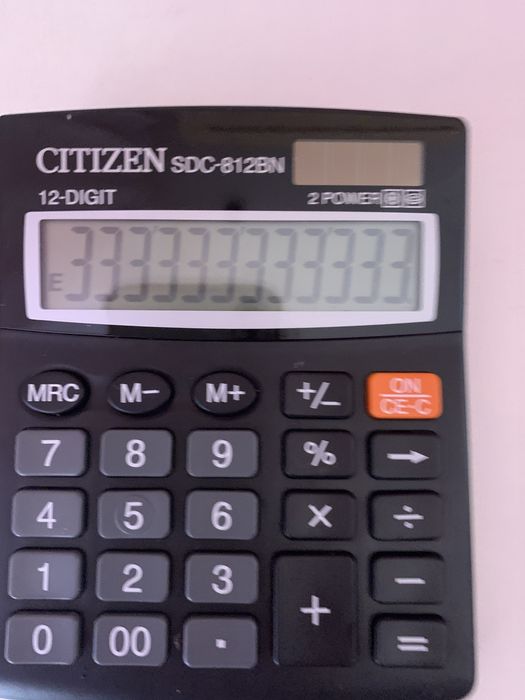 CITIZEN SDC-812BN
12-DIGIT 2 POWER
E 333333333333
MRC M− M+ +/− ON
CE-C
7 8 9 % →
4 5 6 × ÷
1 2 3 + −
0 00 . =